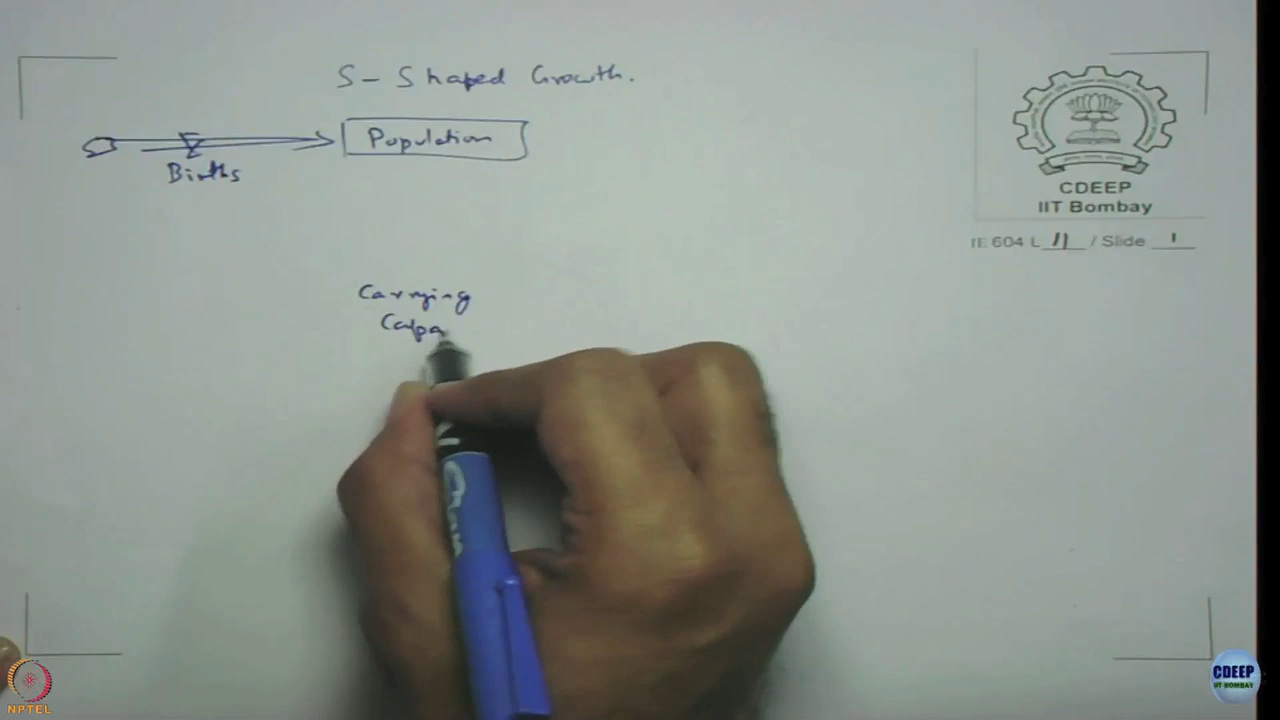 S- Shaped Growth.
Population
Births
Carrying
Capa
CDEEP
IIT Bombay
IE 604 L 11 / Slide 1
NPTEL
CDEEP
IIT BOMBAY